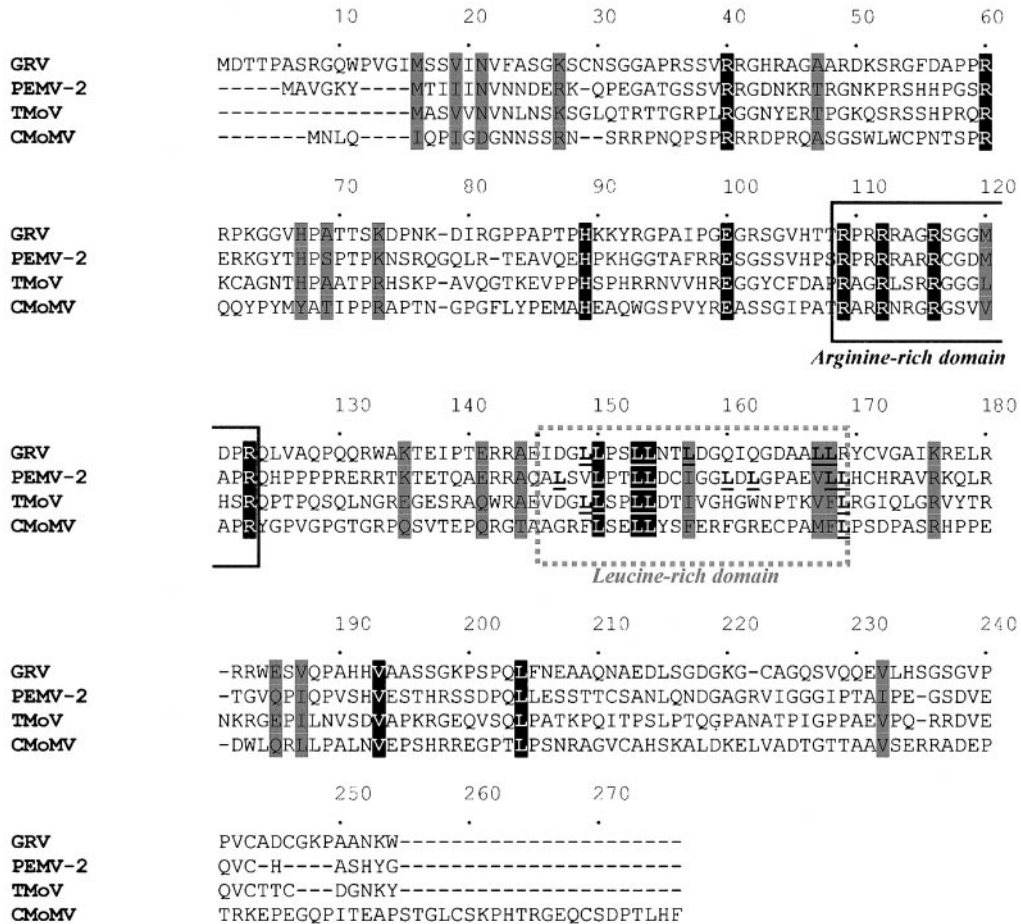 10 20 30 40 50 60
GRV MDTTPASRGQWPVGIMSSVINVFASGKSCNSGGAPRSSVRRGHRAGAARDKSRGFDAPPR
PEMV-2 -----MAVGKY----MTIIINVNNDERK-QPEGATGSSVRRGDNKRTRGNKPRSHHPGSR
TMoV ---------------MASVVNVNLNSKSGLQTRTTGRPLRGGNYERTPGKQSRSSHPRQR
CMoMV -------MNLQ----IQPIGDGNNSSRN--SRRPNQPSPRRRDPRQASGSWLWCPNTSPR
70 80 90 100 110 120
GRV RPKGGVHPATTSKDPNK-DIRGPPAPTPHKKYRGPAIPGEGRSGVHTTRPRRRAGRSGGM
PEMV-2 ERKGYTHPSPTPKNSRQGQLR-TEAVQEHPKHGGTAFRREGSGSSVHPSRPRRRARRCGDM
TMoV KCAGNTHPAATPRHSKP-AVQGTKEVPPHSPHRRNVVHREGGYCFDAPRAGRLSRRGGGL
CMoMV QQYPYMYATIPPRAPTN-GPGFLYPEMAHEAQWGSPVYREASSGIPATRARRNRGRGSVV
Arginine-rich domain
130 140 150 160 170 180
GRV DPRQLVAQPQQRWAKTEIPTERRAEIDGLLPSLLNTLDGQIQGDAALLRYCVGAIKRELR
PEMV-2 APRQHPPPPRERRTKTETQAERRAEQALSVLPTLLDCIGGLDLGPAEVLLHCHRAVRKQLR
TMoV HSRQPTPQSQLNGREGESRAQWRAEVDGLLSPLLDTIVGHGWNPTKVFLRGIQLGRVYTR
CMoMV APRYGPVGPGTGRPQSVTEPQRGTAAGRFLSELLYSFERFGRECPAMFLPSDPASRHPPE
Leucine-rich domain
190 200 210 220 230 240
GRV -RRWESVQPAHHVAASSGKPSPQLFNEAAQNAEDLSGDGKG-CAGQSVQQEVLHSGSGVP
PEMV-2 -TGVQPIQPVSHVESTHRSSDPQLLESSTTCSANLQNDGAGRVIGGGIPTAIPE-GSDVE
TMoV NKRGEPILNVSDVAPKRGEQVSQLPATKPQITPSLPTQGPANATPIGPPAEVPQ-RRDVE
CMoMV -DWLQRLLPALNVEPSHRREGPTLPSNRAGVCAHSKALDKELVADTGTTAAVSERRADEP
250 260 270
GRV PVCADCGKPAANKW----------------------
PEMV-2 QVC-H----ASHYG----------------------
TMoV QVCTTC---DGNKY----------------------
CMoMV TRKEPEGQPITEAPSTGLCSKPHTRGEQCSDPTLHF